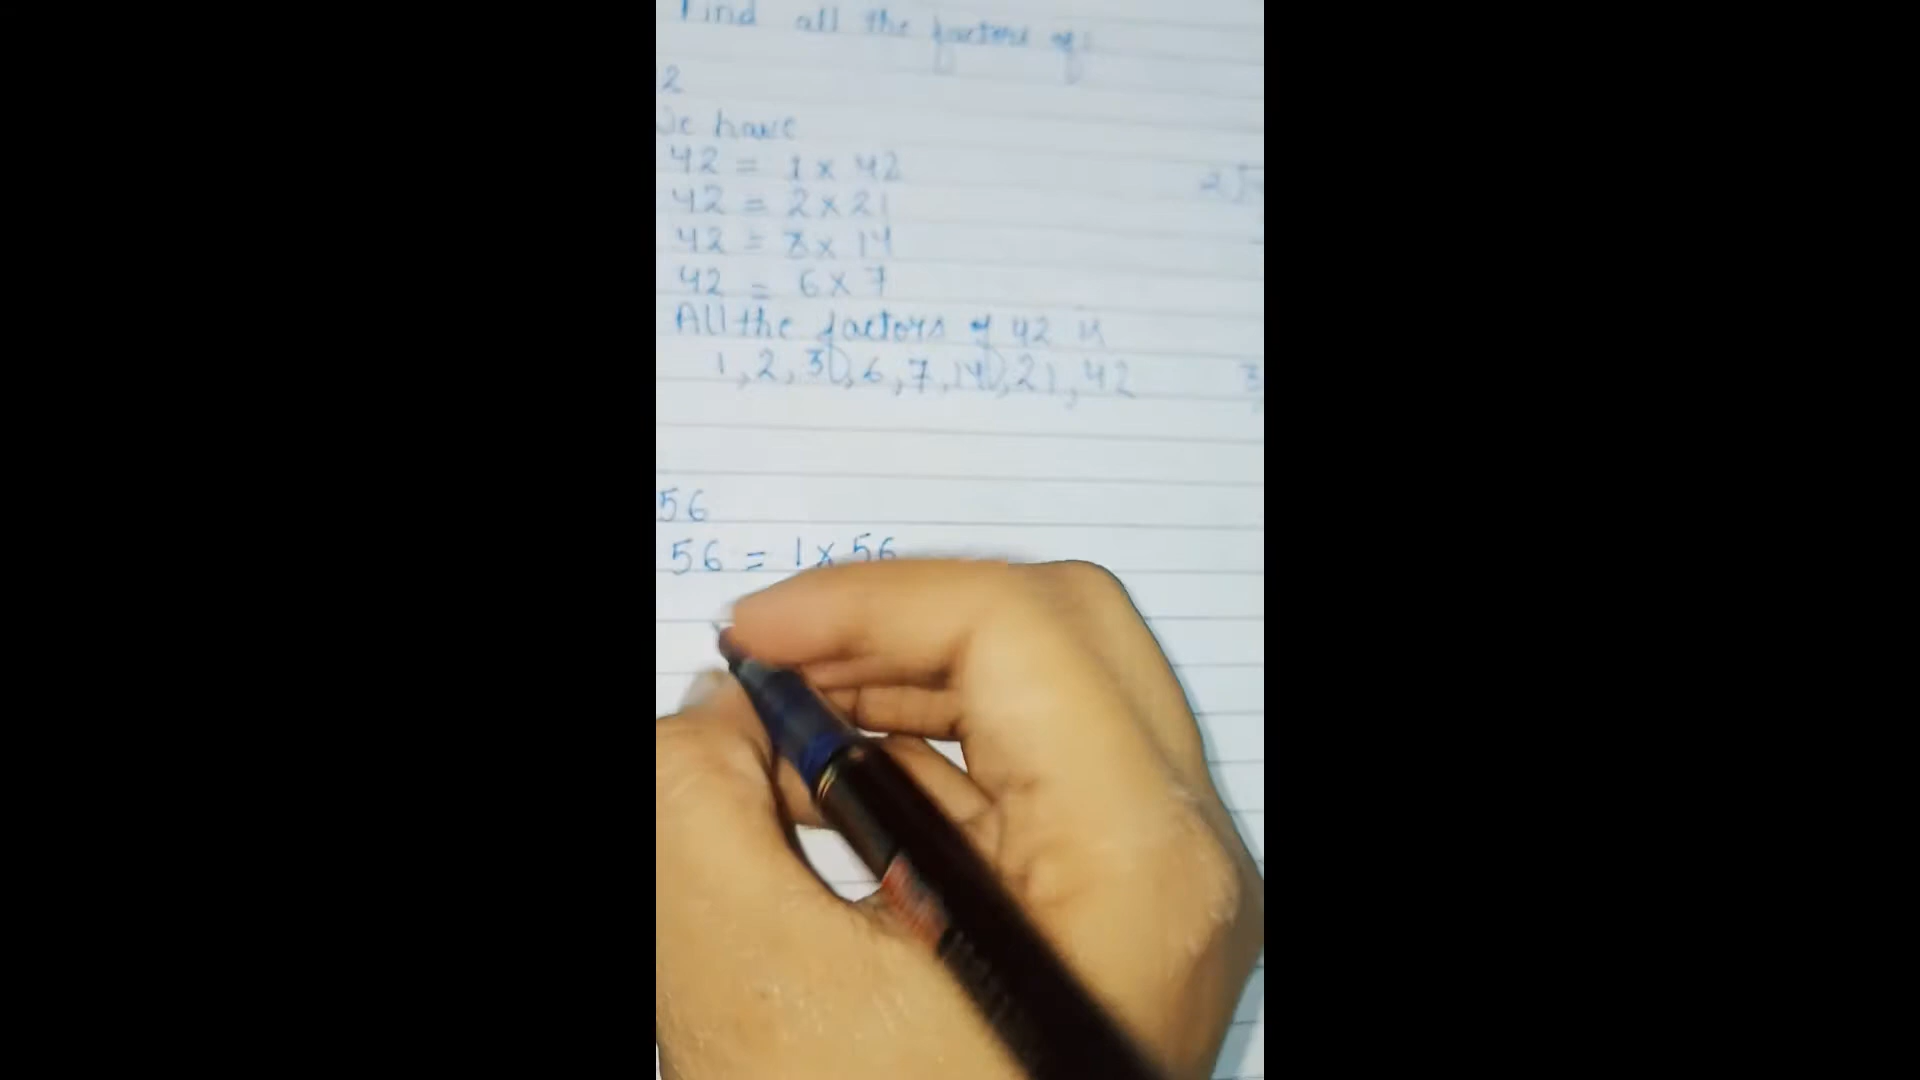 Find all the factors of
2
have
42 = 1 x 42
42 = 2 x 21
42 = 3 x 14
42 = 6 x 7
All the factors of 42 is
1, 2, 3, 6, 7, 14, 21, 42
56
56 = 1 x 56